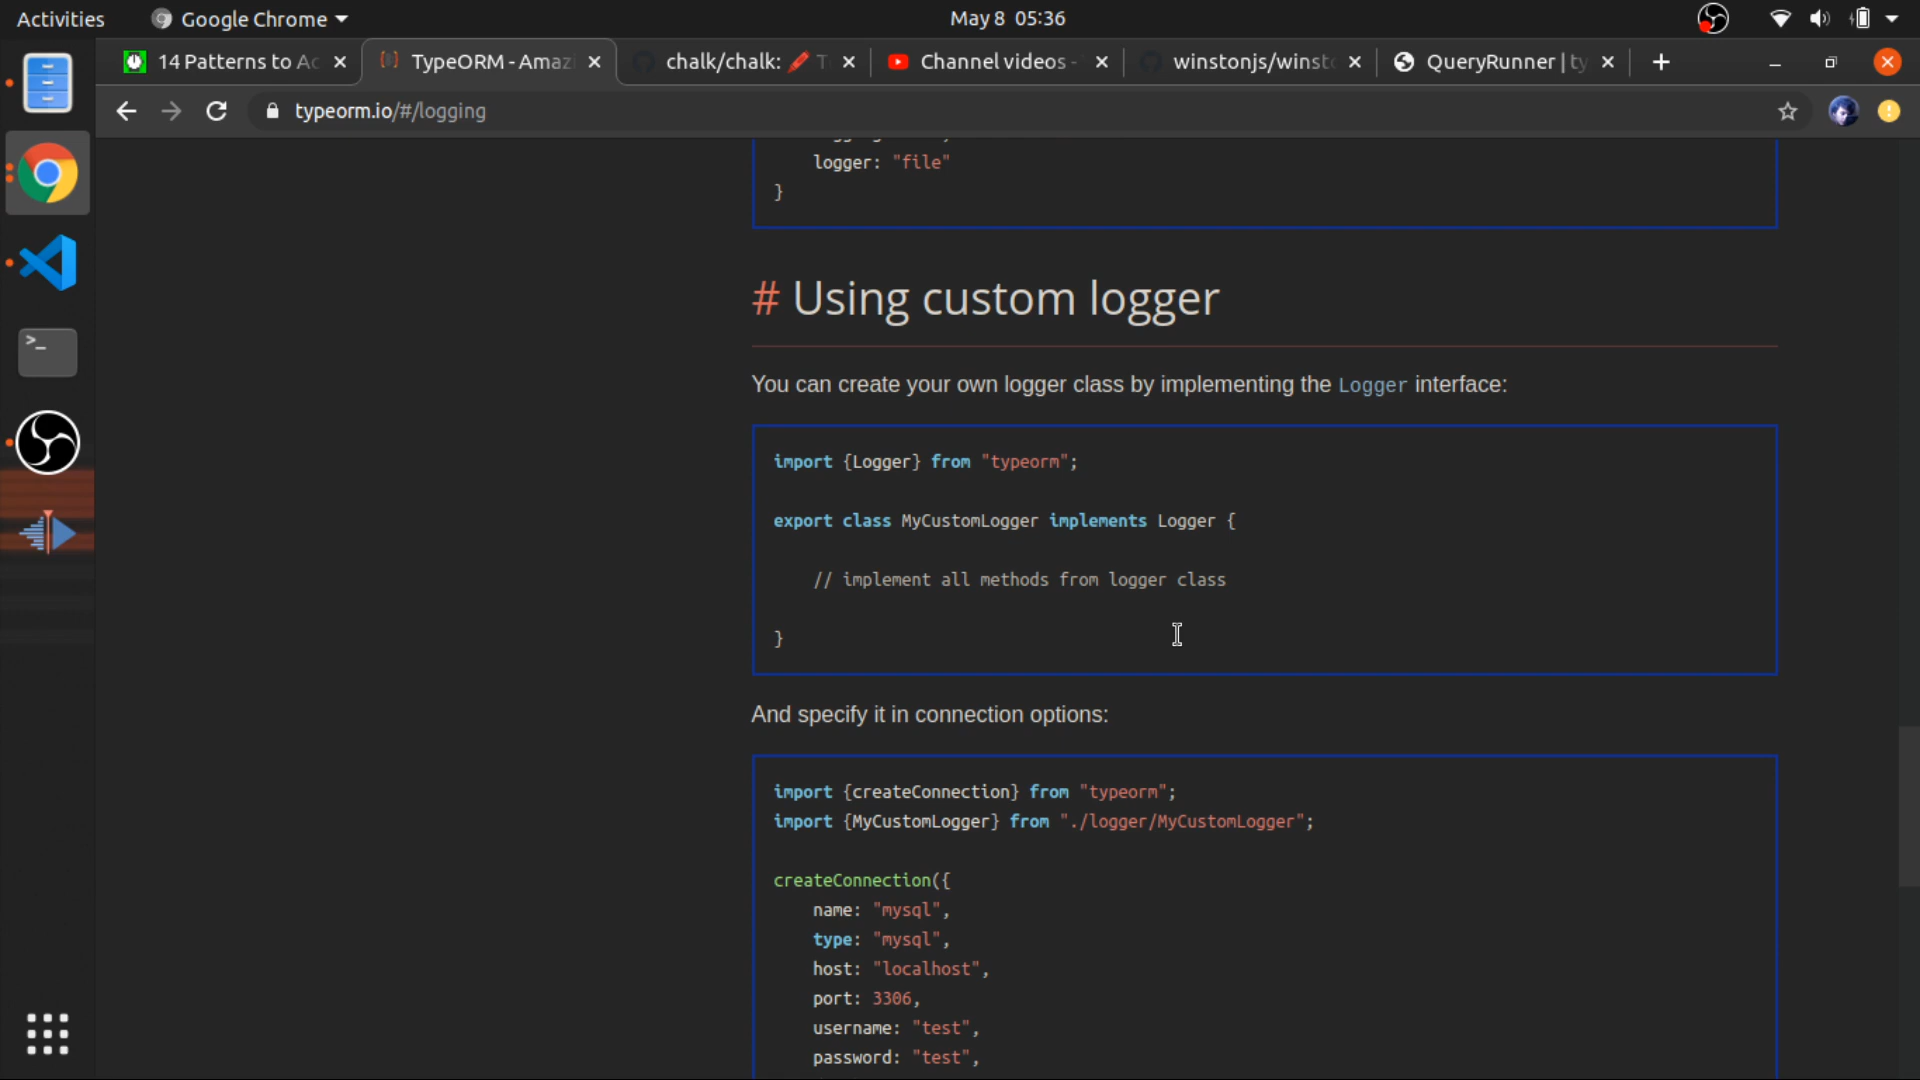 Activities
Google Chrome
May 8 05:36
14 Patterns to Ac
TypeORM - Amazi
chalk/chalk: 🖍 T
Channel videos -
winstonjs/winst
QueryRunner | ty
typeorm.io/#/logging
logger: "file"
}
# Using custom logger
You can create your own logger class by implementing the Logger interface:
import {Logger} from "typeorm";
export class MyCustomLogger implements Logger {
// implement all methods from logger class
}
And specify it in connection options:
import {createConnection} from "typeorm";
import {MyCustomLogger} from "./logger/MyCustomLogger";
createConnection({
name: "mysql",
type: "mysql",
host: "localhost",
port: 3306,
username: "test",
password: "test",